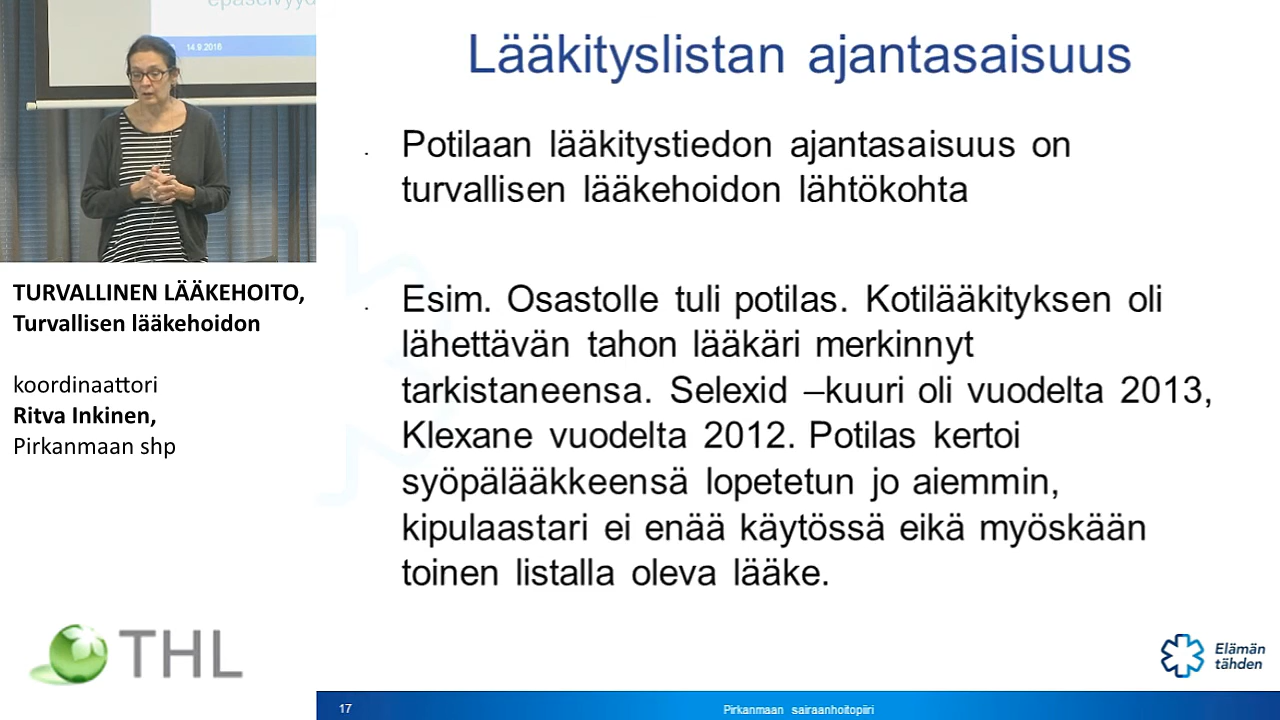 epäselvyyd
14.9.2016
TURVALLINEN LÄÄKEHOITO,
Turvallisen lääkehoidon
koordinaattori
Ritva Inkinen,
Pirkanmaan shp
THL
Lääkityslistan ajantasaisuus
. Potilaan lääkitystiedon ajantasaisuus on
turvallisen lääkehoidon lähtökohta
. Esim. Osastolle tuli potilas. Kotilääkityksen oli
lähettävän tahon lääkäri merkinnyt
tarkistaneensa. Selexid –kuuri oli vuodelta 2013,
Klexane vuodelta 2012. Potilas kertoi
syöpälääkkeensä lopetetun jo aiemmin,
kipulaastari ei enää käytössä eikä myöskään
toinen listalla oleva lääke.
Elämän
tähden
17
Pirkanmaan sairaanhoitopiiri